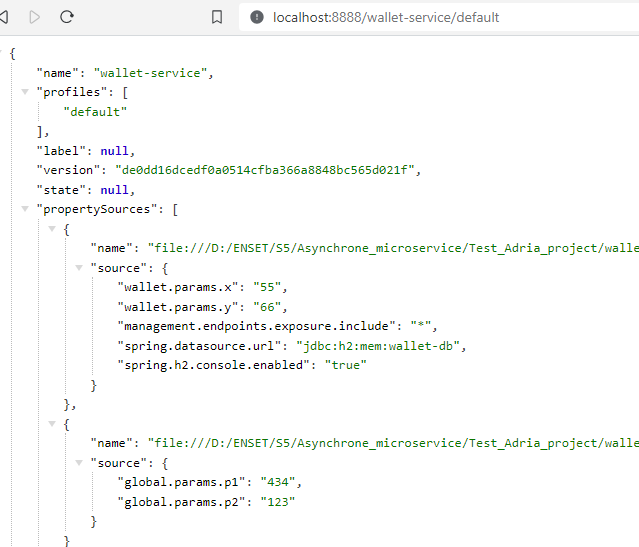 localhost:8888/wallet-service/default
{
"name": "wallet-service",
"profiles": [
"default"
],
"label": null,
"version": "de0dd16dcedf0a0514cfba366a8848bc565d021f",
"state": null,
"propertySources": [
{
"name": "file:///D:/ENSET/S5/Asynchrone_microservice/Test_Adria_project/walle
"source": {
"wallet.params.x": "55",
"wallet.params.y": "66",
"management.endpoints.exposure.include": "*",
"spring.datasource.url": "jdbc:h2:mem:wallet-db",
"spring.h2.console.enabled": "true"
}
},
{
"name": "file:///D:/ENSET/S5/Asynchrone_microservice/Test_Adria_project/walle
"source": {
"global.params.p1": "434",
"global.params.p2": "123"
}
}